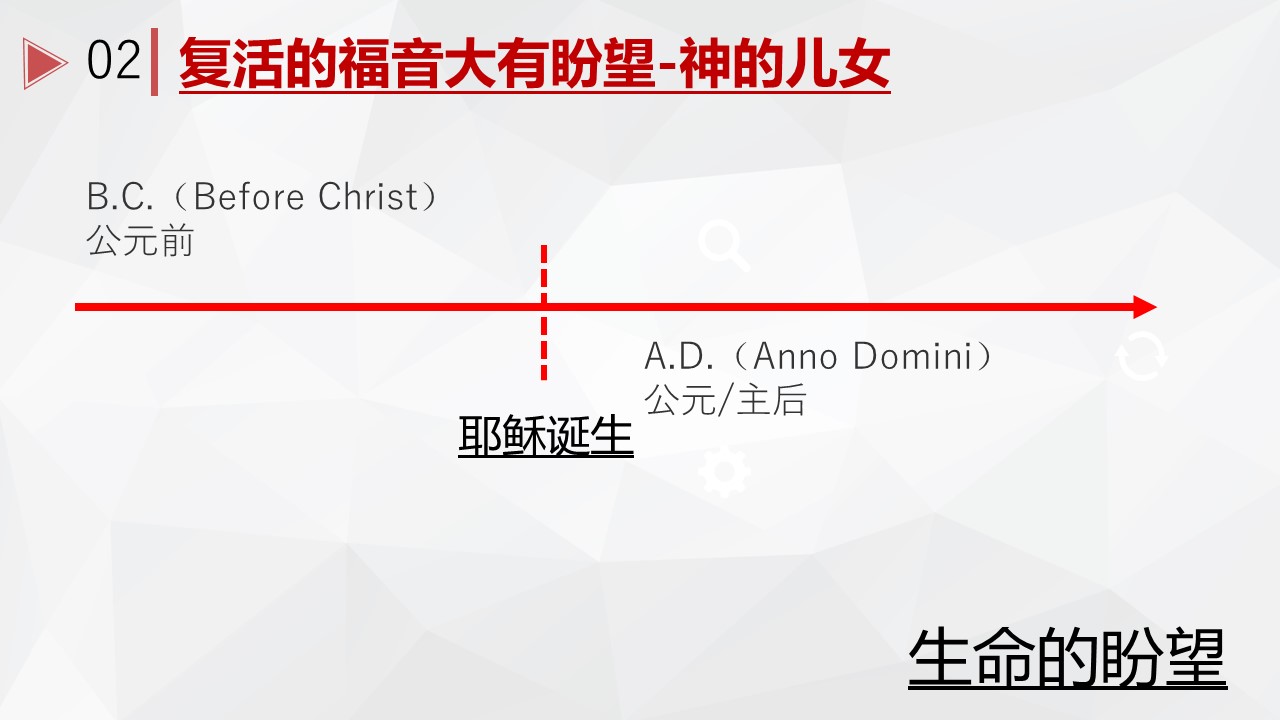 02
复活的福音大有盼望-神的儿女
B.C.（Before Christ）
公元前
A.D.（Anno Domini）
公元/主后
耶稣诞生
生命的盼望